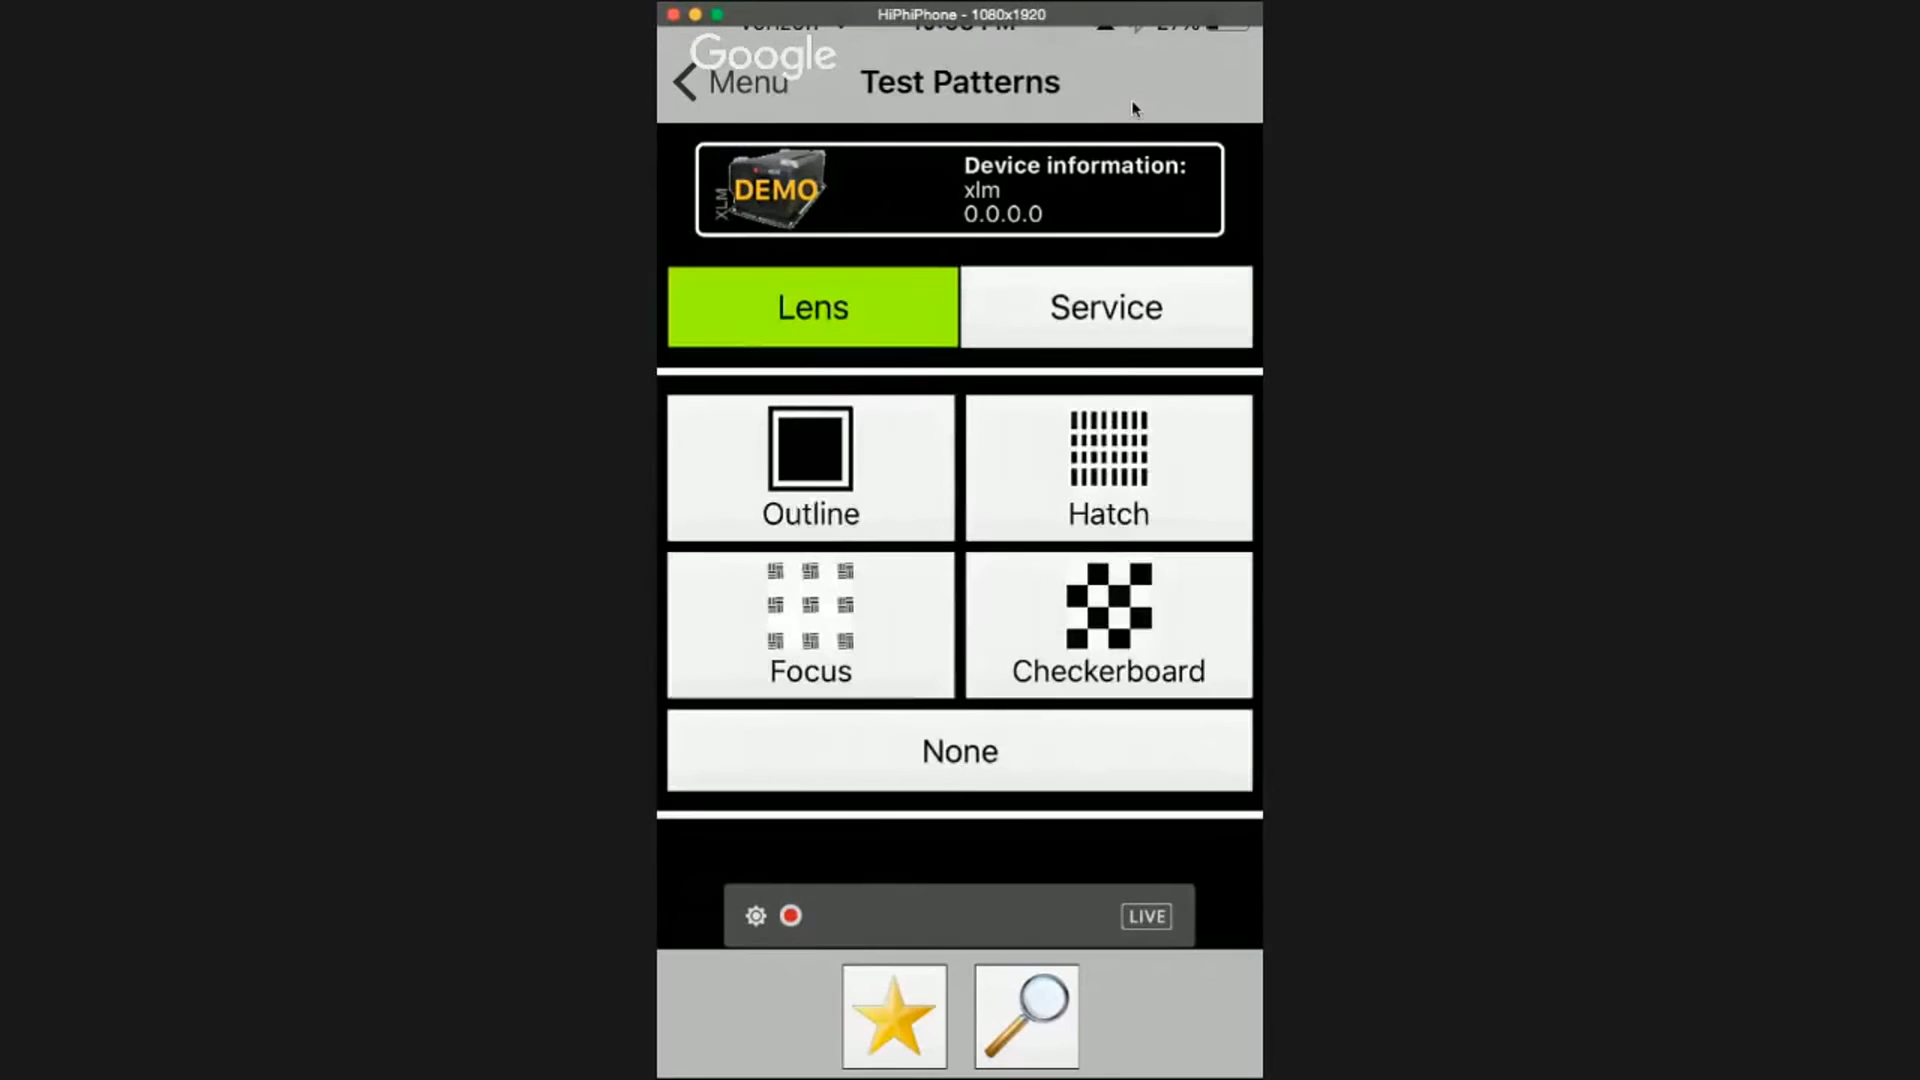 HiPhiPhone - 1080x1920
Google
Menu
Test Patterns
XLM
DEMO
Device information:
xlm
0.0.0.0
Lens
Service
Outline
Hatch
Focus
Checkerboard
None
LIVE